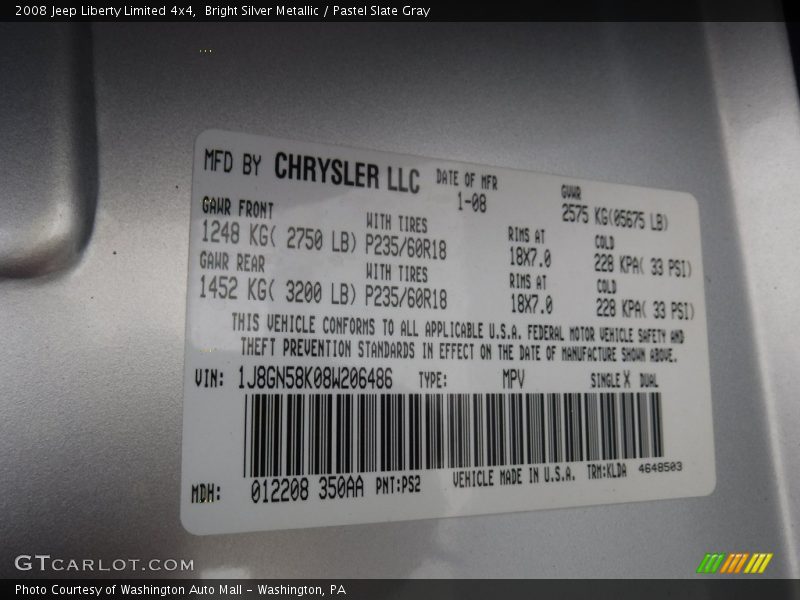 2008 Jeep Liberty Limited 4x4,  Bright Silver Metallic / Pastel Slate Gray
MFD BY CHRYSLER LLC DATE OF MFR GVWR
1-08 2575 KG(05675 LB)
GAWR FRONT WITH TIRES RIMS AT COLD
1248 KG( 2750 LB) P235/60R18 18X7.0 228 KPA( 33 PSI)
GAWR REAR WITH TIRES RIMS AT COLD
1452 KG( 3200 LB) P235/60R18 18X7.0 228 KPA( 33 PSI)
THIS VEHICLE CONFORMS TO ALL APPLICABLE U.S.A. FEDERAL MOTOR VEHICLE SAFETY AND
THEFT PREVENTION STANDARDS IN EFFECT ON THE DATE OF MANUFACTURE SHOWN ABOVE.
VIN: 1J8GN58K08W206486 TYPE: MPV SINGLE X DUAL
MDH: 012208 350AA PNT:PS2 VEHICLE MADE IN U.S.A. TRM:KLDA 4648503
GTCARLOT.COM
Photo Courtesy of Washington Auto Mall - Washington, PA